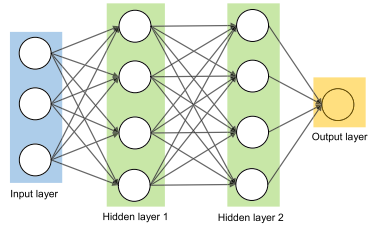 Input layer
Hidden layer 1
Hidden layer 2
Output layer